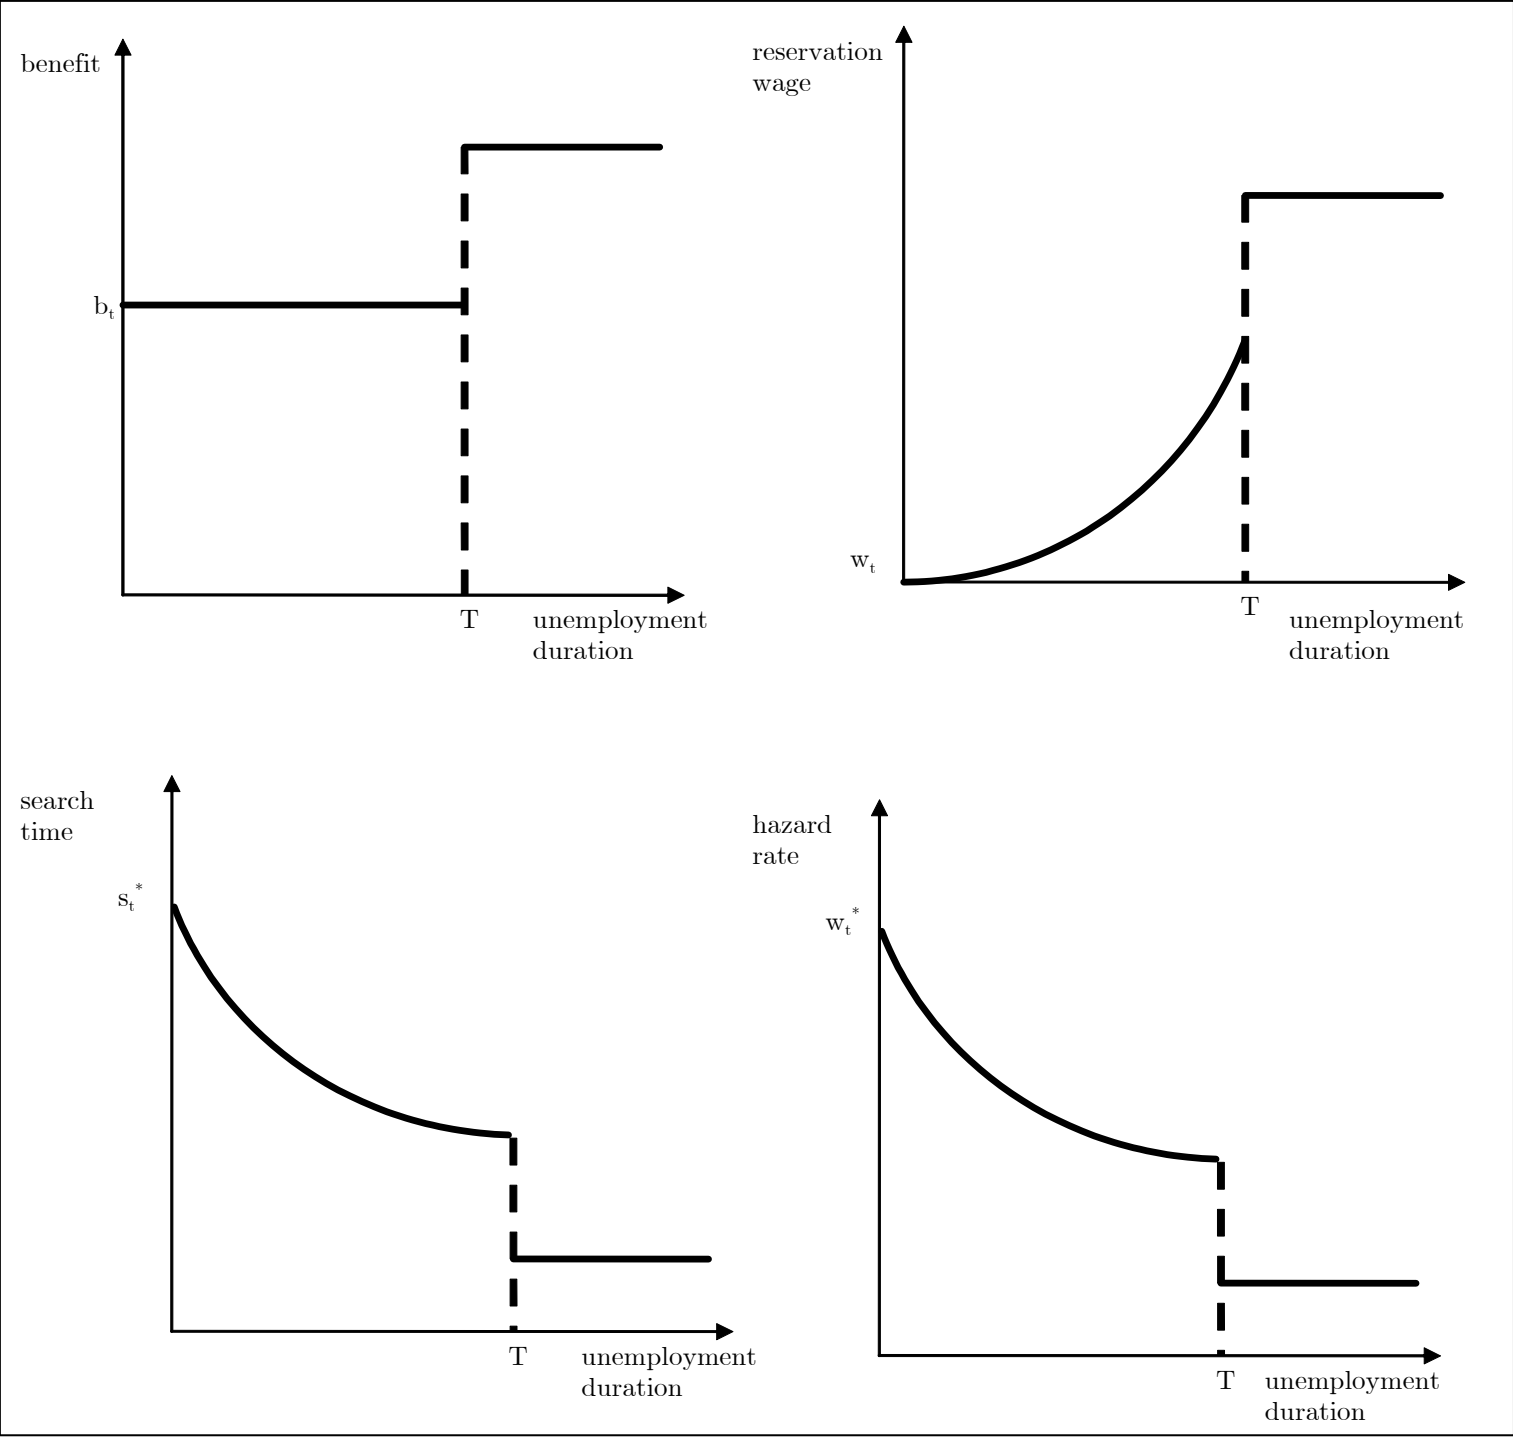 benefit
b_t
T
unemployment
duration
reservation
wage
w_t
T
unemployment
duration
search
time
s_t^*
T
unemployment
duration
hazard
rate
w_t^*
T
unemployment
duration